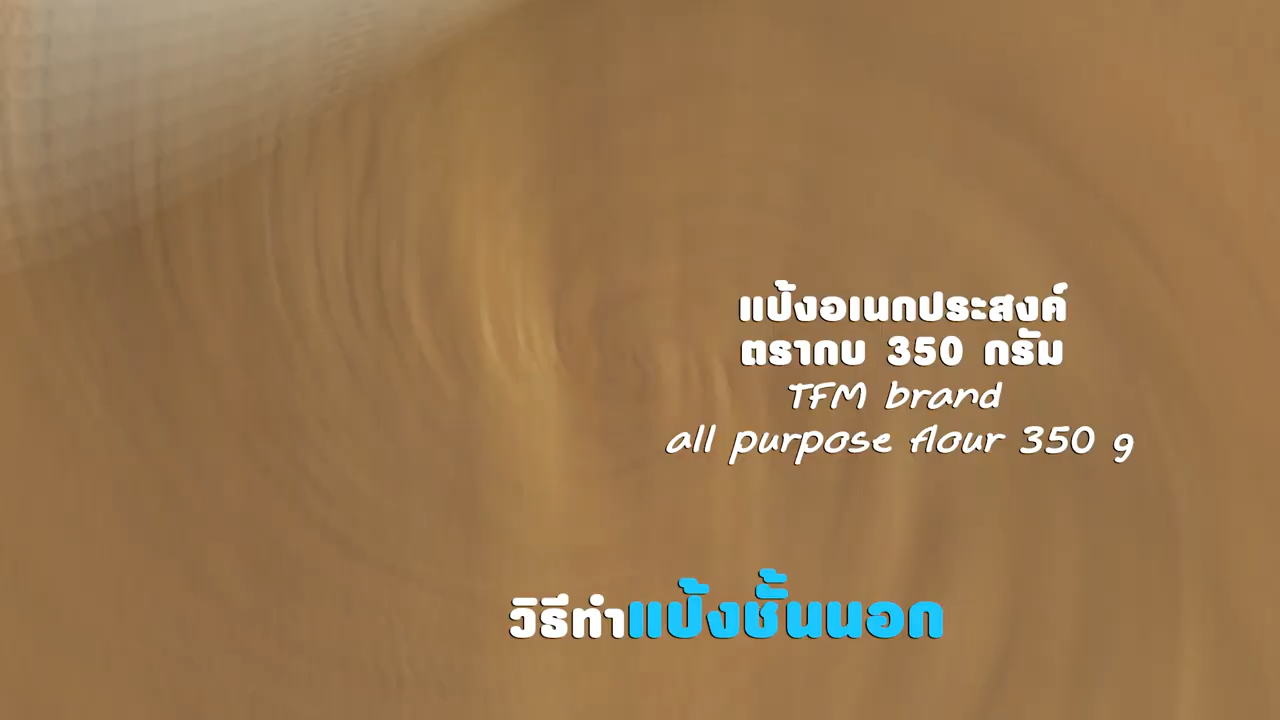 แป้งอเนกประสงค์
ตรากบ 350 กรัม
TFM brand
all purpose flour 350 g
วิธีทำแป้งชั้นนอก